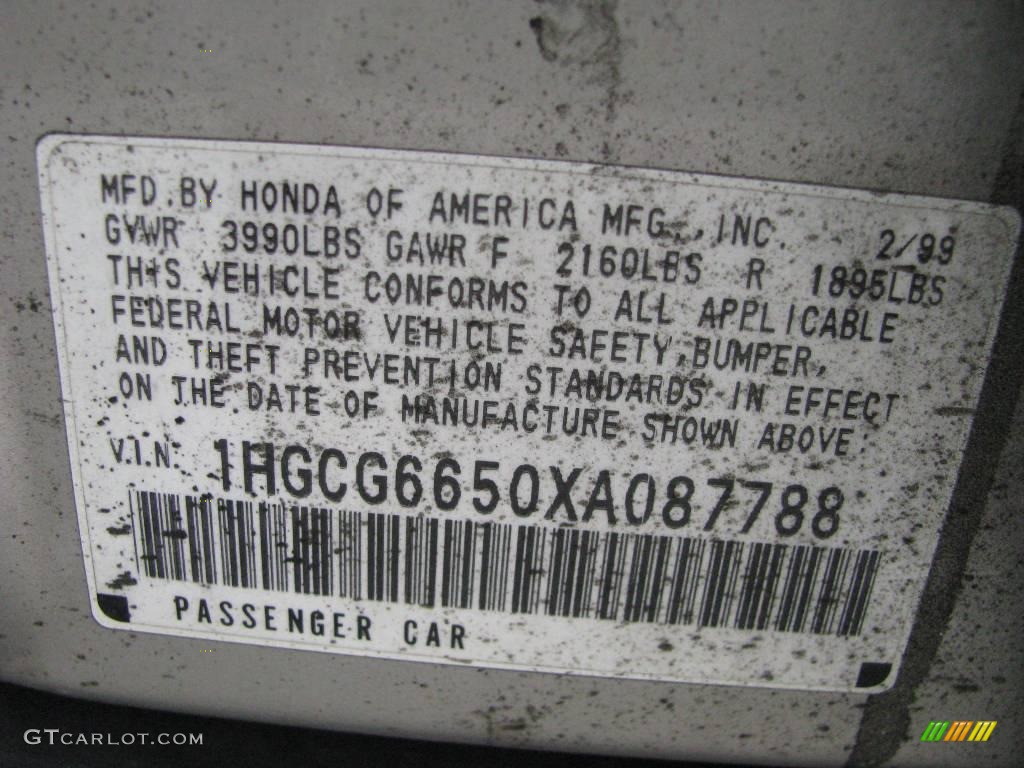 MFD.BY HONDA OF AMERICA MFG.,INC. 2/99
GVWR 3990LBS GAWR F 2160LBS R 1895LBS
THIS VEHICLE CONFORMS TO ALL APPLICABLE
FEDERAL MOTOR VEHICLE SAFETY,BUMPER,
AND THEFT PREVENTION STANDARDS IN EFFECT
ON THE DATE OF MANUFACTURE SHOWN ABOVE.
V.I.N. 1HGCG6650XA087788
PASSENGER CAR
GTCARLOT.COM